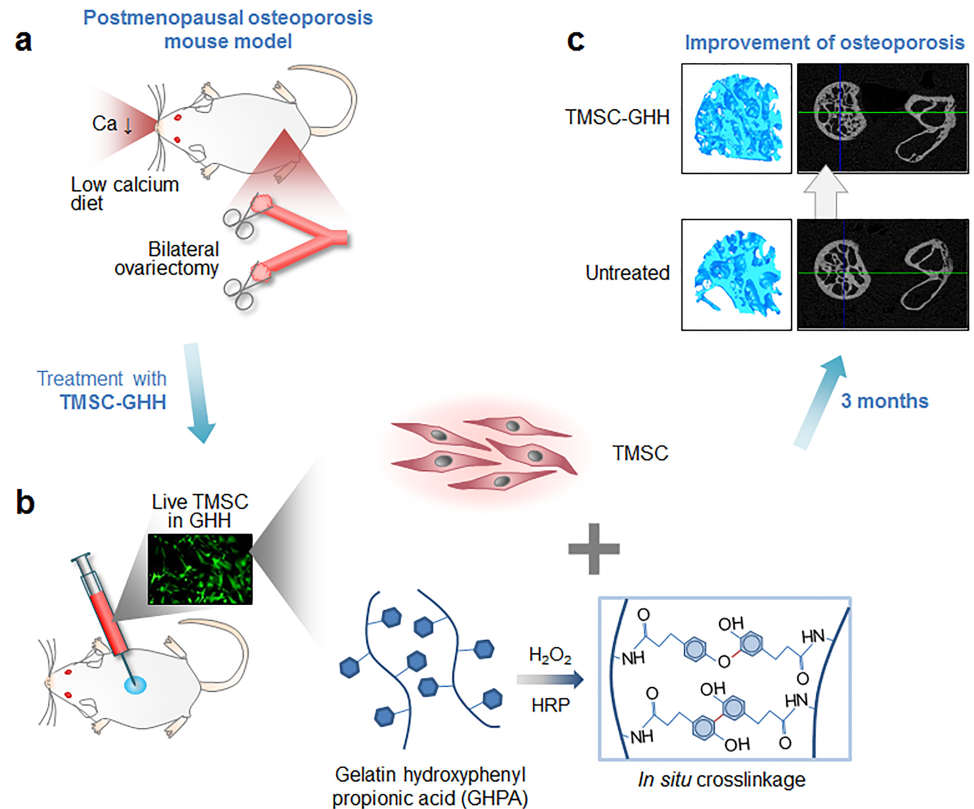 a
Postmenopausal osteoporosis
mouse model
Ca ↓
Low calcium
diet
Bilateral
ovariectomy
Treatment with
TMSC-GHH
b
Live TMSC
in GHH
TMSC
Gelatin hydroxyphenyl
propionic acid (GHPA)
H₂O₂
HRP
O
OH
HN
NH
O
O
O
OH
HN
NH
OH
O
In situ crosslinkage
3 months
c
Improvement of osteoporosis
TMSC-GHH
Untreated